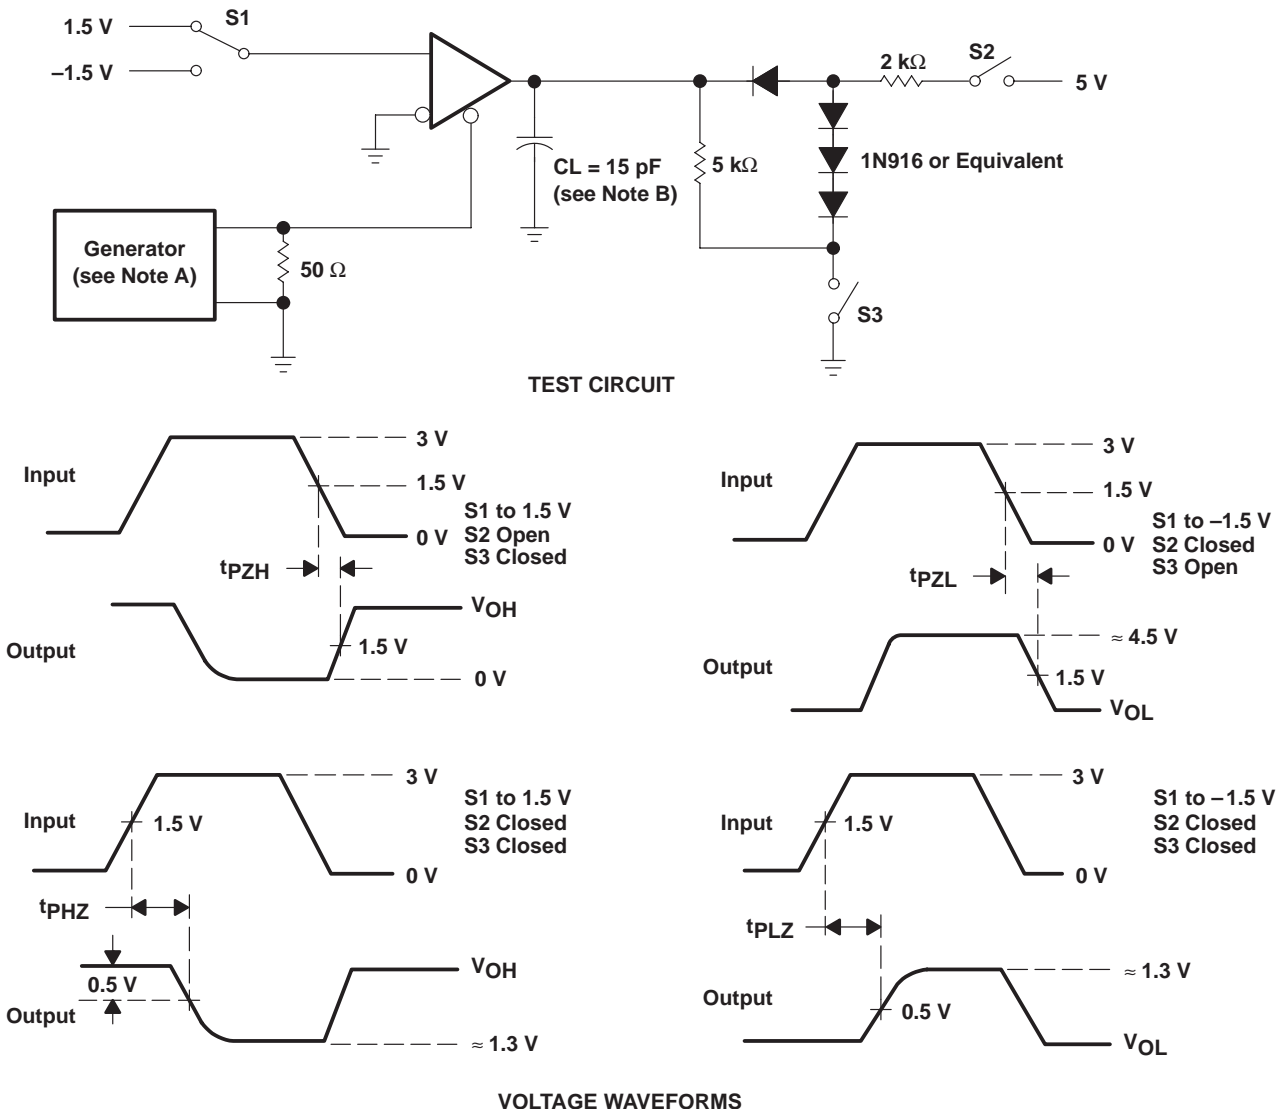 1.5 V
S1
–1.5 V
2 kΩ
S2
5 V
CL = 15 pF
(see Note B)
5 kΩ
1N916 or Equivalent
Generator
(see Note A)
50 Ω
S3
TEST CIRCUIT
Input
3 V
1.5 V
0 V
S1 to 1.5 V
S2 Open
S3 Closed
tPZH
Output
VOH
1.5 V
0 V
Input
3 V
1.5 V
0 V
S1 to –1.5 V
S2 Closed
S3 Open
tPZL
Output
≈ 4.5 V
1.5 V
VOL
Input
3 V
1.5 V
0 V
S1 to 1.5 V
S2 Closed
S3 Closed
tPHZ
0.5 V
Output
VOH
≈ 1.3 V
Input
3 V
1.5 V
0 V
S1 to –1.5 V
S2 Closed
S3 Closed
tPLZ
Output
≈ 1.3 V
0.5 V
VOL
VOLTAGE WAVEFORMS